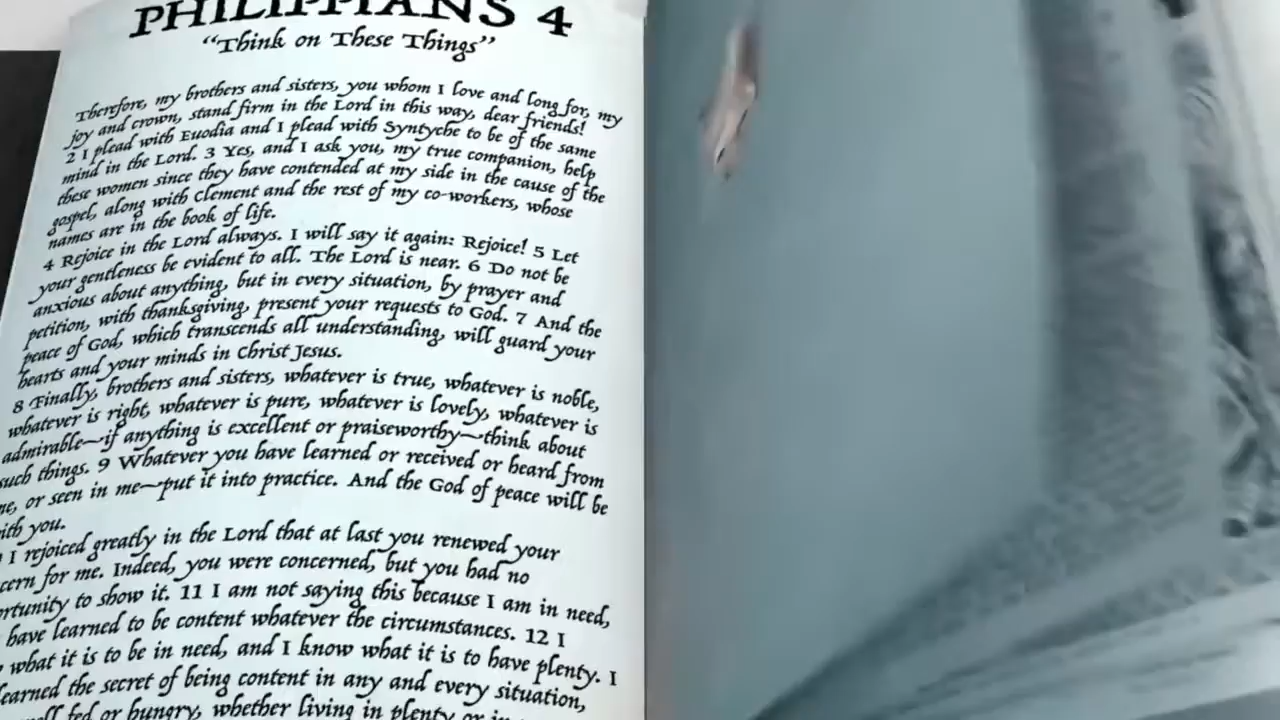 PHILIPPIANS 4
“Think on These Things”
Therefore, my brothers and sisters, you whom I love and long for, my
joy and crown, stand firm in the Lord in this way, dear friends!
2 I plead with Euodia and I plead with Syntyche to be of the same
mind in the Lord. 3 Yes, and I ask you, my true companion, help
these women since they have contended at my side in the cause of the
gospel, along with Clement and the rest of my co-workers, whose
names are in the book of life.
4 Rejoice in the Lord always. I will say it again: Rejoice! 5 Let
your gentleness be evident to all. The Lord is near. 6 Do not be
anxious about anything, but in every situation, by prayer and
petition, with thanksgiving, present your requests to God. 7 And the
peace of God, which transcends all understanding, will guard your
hearts and your minds in Christ Jesus.
8 Finally, brothers and sisters, whatever is true, whatever is noble,
whatever is right, whatever is pure, whatever is lovely, whatever is
admirable—if anything is excellent or praiseworthy—think about
such things. 9 Whatever you have learned or received or heard from
me, or seen in me—put it into practice. And the God of peace will be
with you.
I rejoiced greatly in the Lord that at last you renewed your
for me. Indeed, you were concerned, but you had no
to show it. 11 I am not saying this because I am in need,
have learned to be content whatever the circumstances. 12 I
what it is to be in need, and I know what it is to have plenty. I
learned the secret of being content in any and every situation,
fed or hungry, whether living in plenty or in